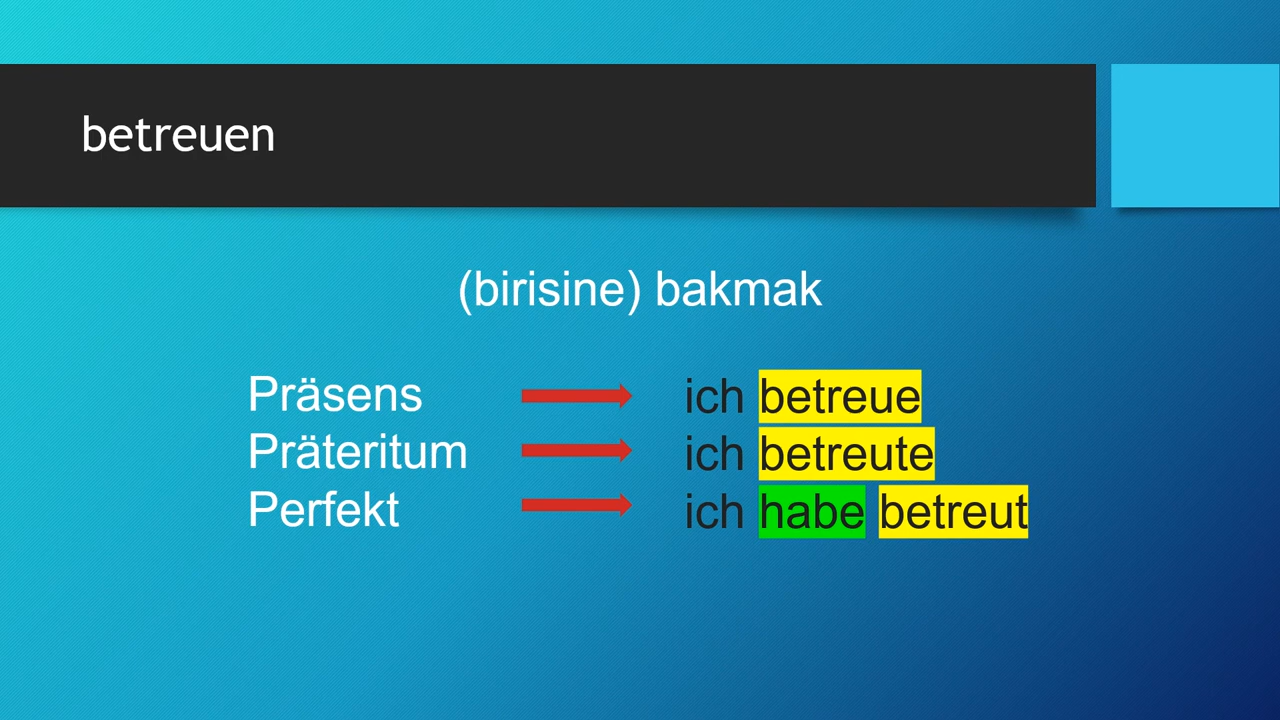 betreuen
(birisine) bakmak
Präsens ich betreue
Präteritum ich betreute
Perfekt ich habe betreut